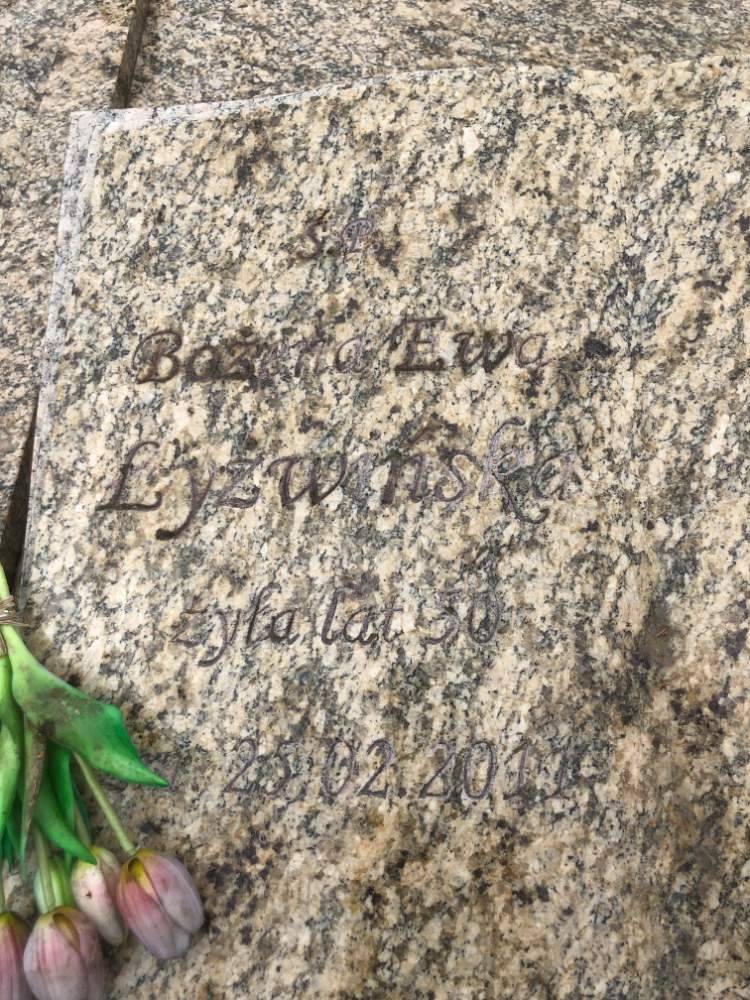 Ś.P.
Bożena Ewa
Łyżwińska
żyła lat 50
25.02.2011